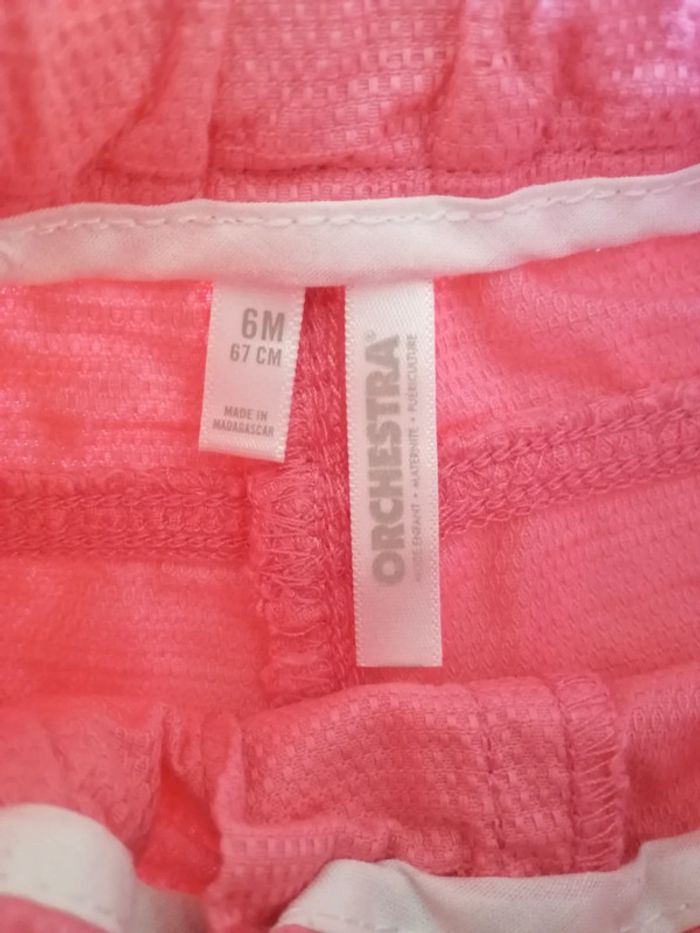 6M
67 CM
MADE IN
MADAGASCAR
ORCHESTRA®
MODE ENFANT • MATERNITÉ • PUÉRICULTURE